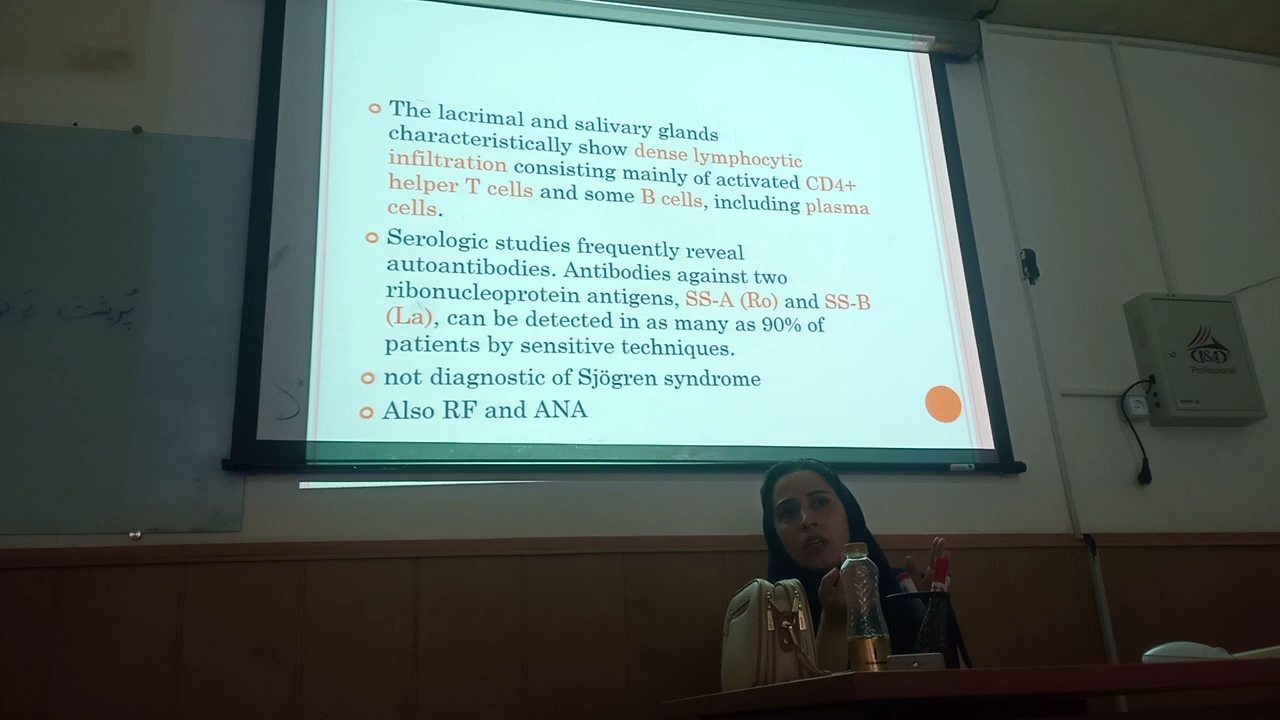 The lacrimal and salivary glands
characteristically show dense lymphocytic
infiltration consisting mainly of activated CD4+
helper T cells and some B cells, including plasma
cells.
Serologic studies frequently reveal
autoantibodies. Antibodies against two
ribonucleoprotein antigens, SS-A (Ro) and SS-B
(La), can be detected in as many as 90% of
patients by sensitive techniques.
not diagnostic of Sjögren syndrome
Also RF and ANA
Professional